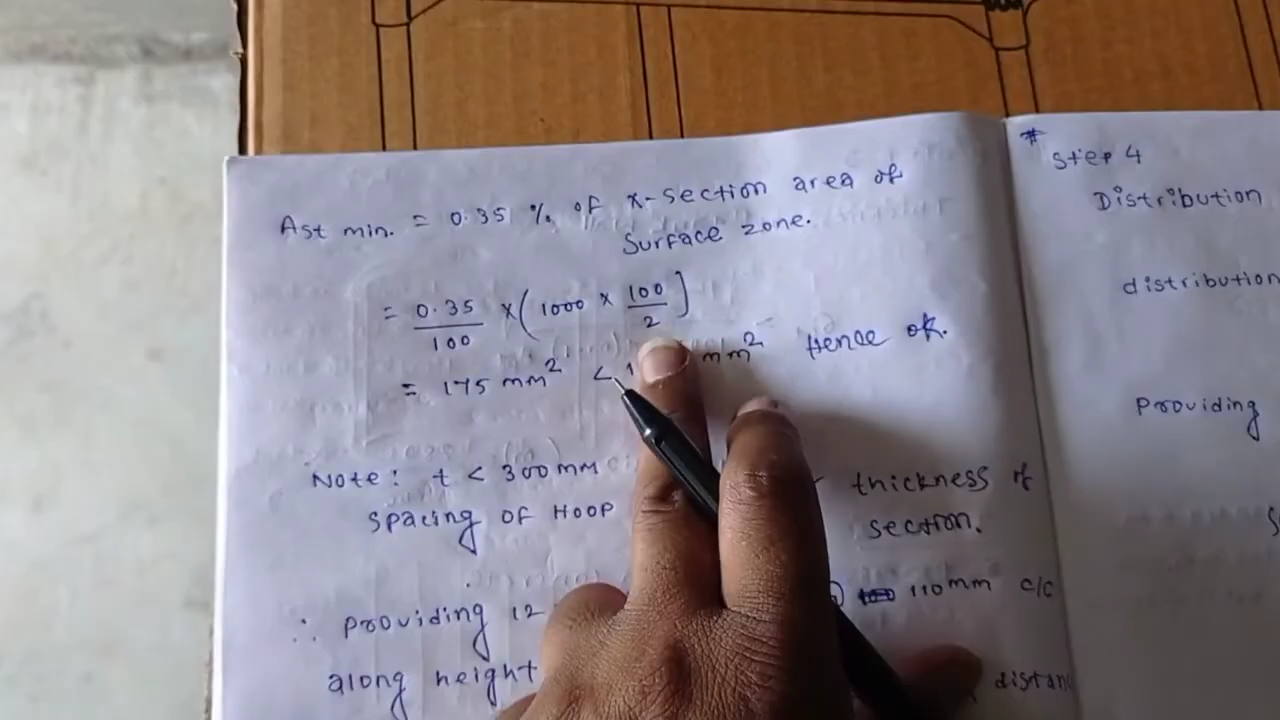 Ast min. = 0.35 % of x-section area of
surface zone.
= 0.35/100 × (1000 × 100/2]
= 175 mm² < 1 mm² Hence ok.
Note: t < 300 mm thickness of
spacing of Hoop section.
∴ Providing 12 110 mm c/c
along height
#
Step 4
Distribution
distribution
Providing